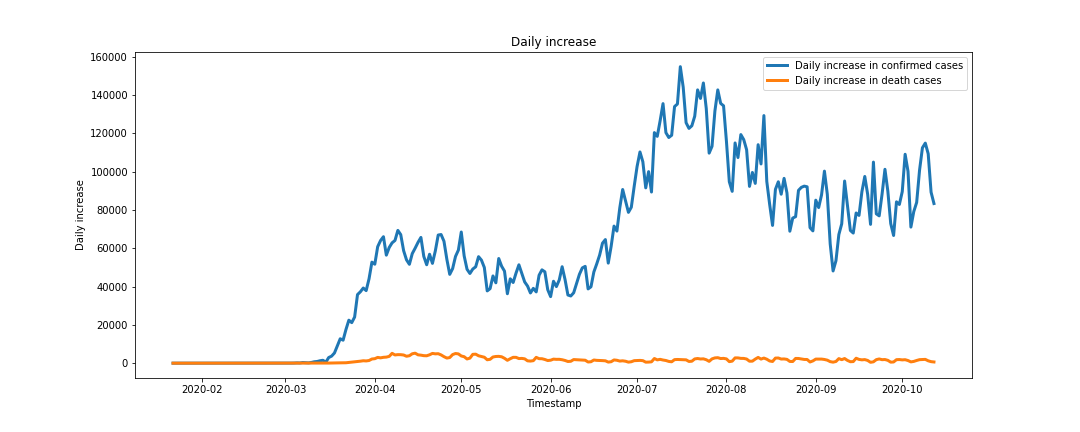 Daily increase
160000
140000
120000
100000
80000
60000
40000
20000
0
Daily increase
Daily increase in confirmed cases
Daily increase in death cases
2020-02 2020-03 2020-04 2020-05 2020-06 2020-07 2020-08 2020-09 2020-10
Timestamp